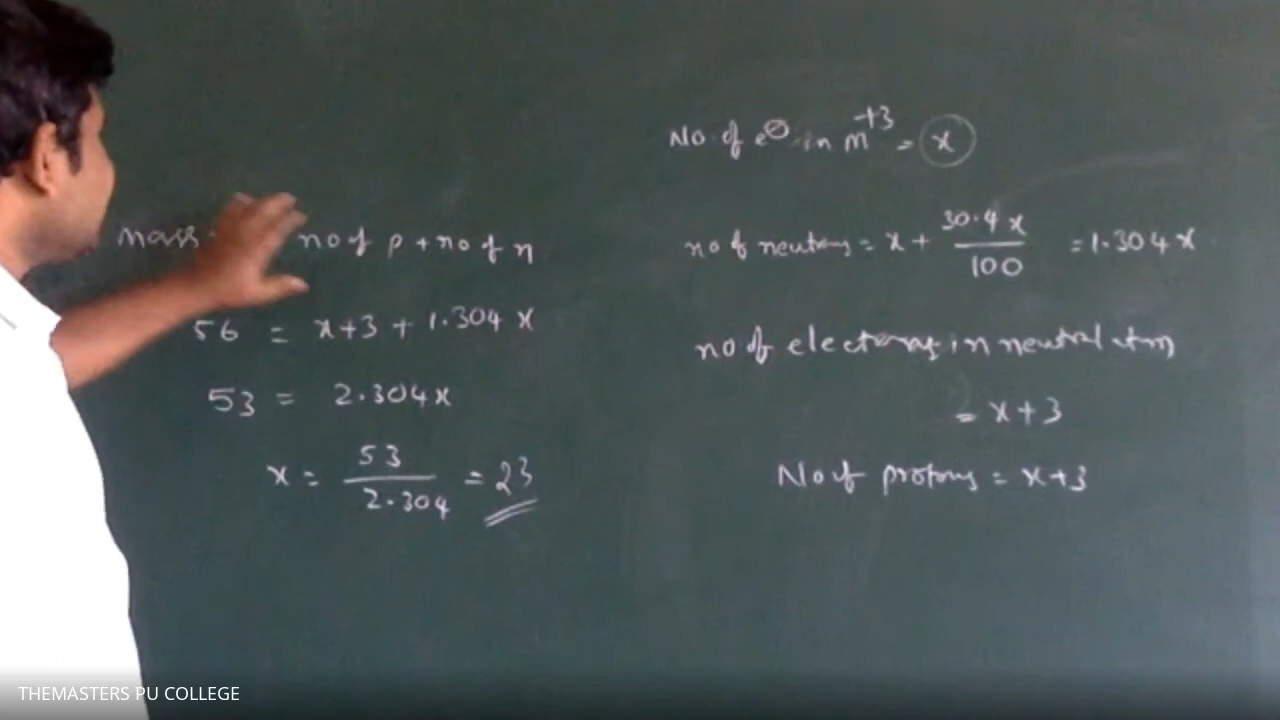 No. of e⊖ in m⁺³ = x
no of neutrons = x + 30.4 x / 100 = 1.304 x
no of electrons in neutral atom
= x+3
No of protons = x+3
mass no of p + no of n
56 = x+3 + 1.304 x
53 = 2.304x
x = 53 / 2.304 = 23
THEMASTERS PU COLLEGE